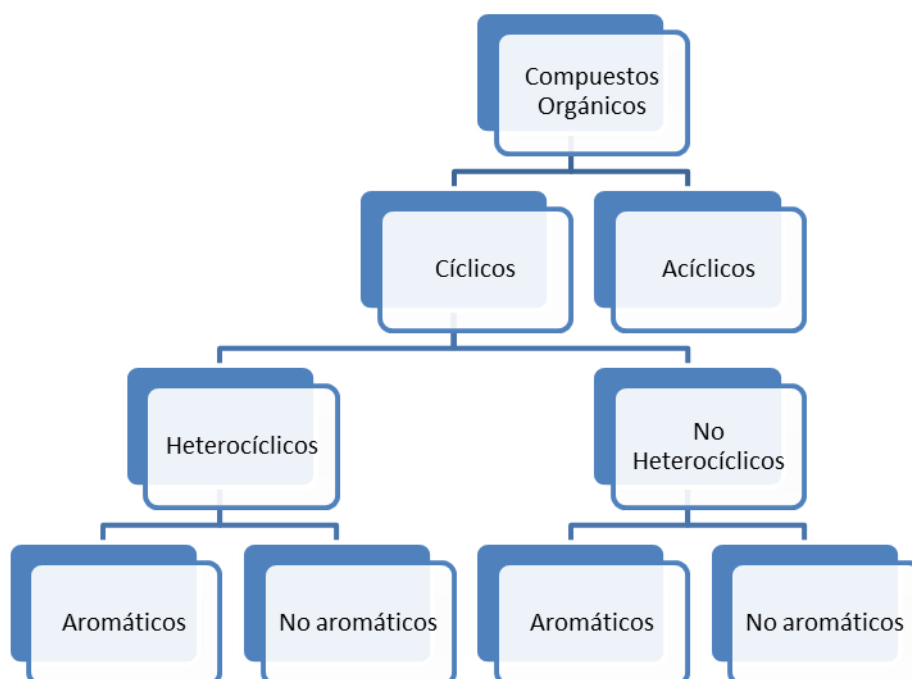 Compuestos
Orgánicos
Cíclicos
Acíclicos
Heterocíclicos
No
Heterocíclicos
Aromáticos
No aromáticos
Aromáticos
No aromáticos